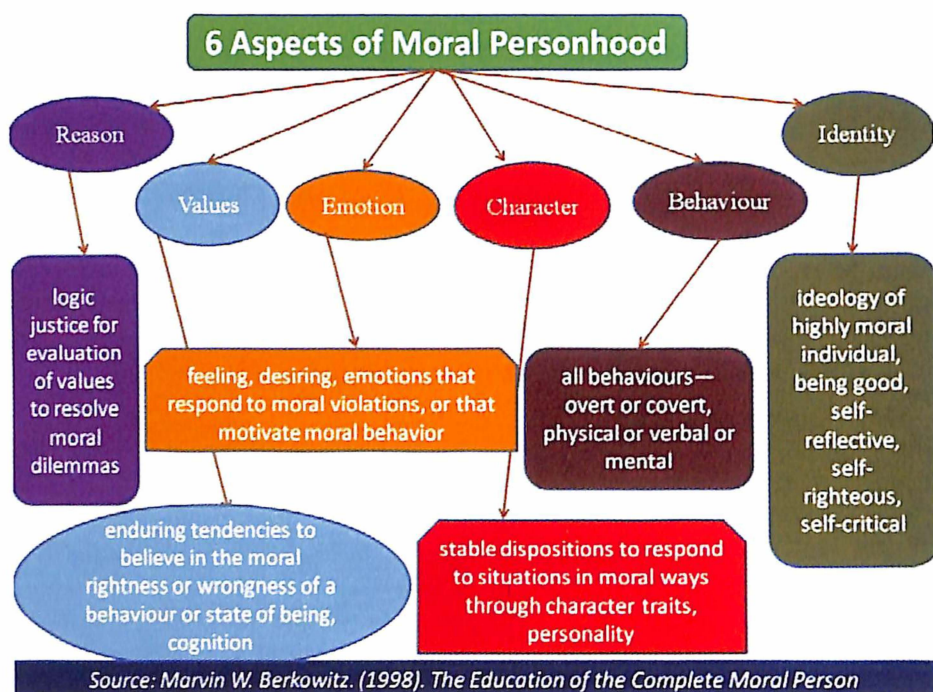 6 Aspects of Moral Personhood
Reason
Identity
Values
Emotion
Character
Behaviour
logic
justice for
evaluation
of values
to resolve
moral
dilemmas
feeling, desiring, emotions that
respond to moral violations, or that
motivate moral behavior
all behaviours—
overt or covert,
physical or verbal or
mental
ideology of
highly moral
individual,
being good,
self-
reflective,
self-
righteous,
self-critical
enduring tendencies to
believe in the moral
rightness or wrongness of a
behaviour or state of being,
cognition
stable dispositions to respond
to situations in moral ways
through character traits,
personality
Source: Marvin W. Berkowitz. (1998). The Education of the Complete Moral Person